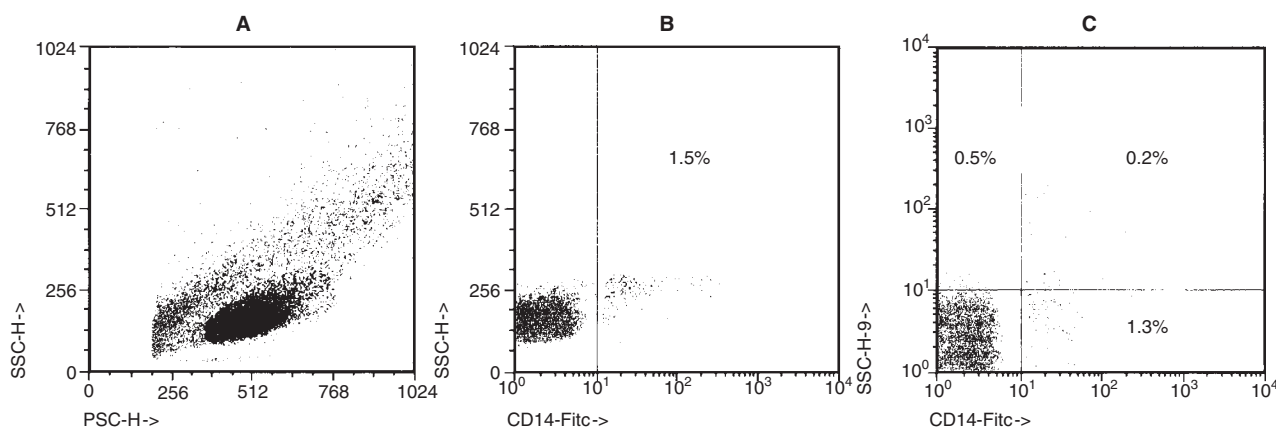 A
1024
768
512
256
0
SSC-H->
0 256 512 768 1024
PSC-H->
B
1024
768
512
256
0
SSC-H->
10⁰ 10¹ 10² 10³ 10⁴
CD14-Fitc->
1.5%
C
10⁴
10³
10²
10¹
10⁰
SSC-H-9->
10⁰ 10¹ 10² 10³ 10⁴
CD14-Fitc->
0.5% 0.2%
1.3%